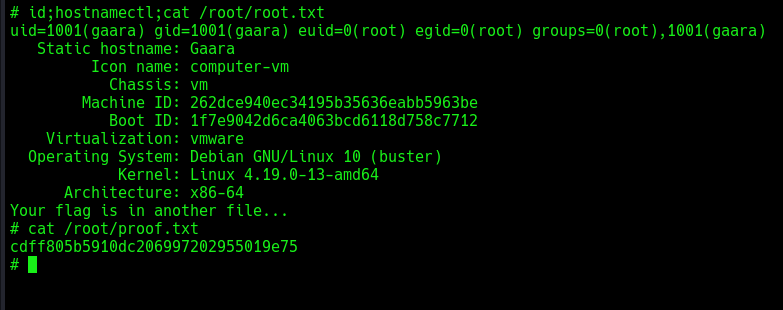 # id;hostnamectl;cat /root/root.txt
uid=1001(gaara) gid=1001(gaara) euid=0(root) egid=0(root) groups=0(root),1001(gaara)
Static hostname: Gaara
Icon name: computer-vm
Chassis: vm
Machine ID: 262dce940ec34195b35636eabb5963be
Boot ID: 1f7e9042d6ca4063bcd6118d758c7712
Virtualization: vmware
Operating System: Debian GNU/Linux 10 (buster)
Kernel: Linux 4.19.0-13-amd64
Architecture: x86-64
Your flag is in another file...
# cat /root/proof.txt
cdff805b5910dc206997202955019e75
#